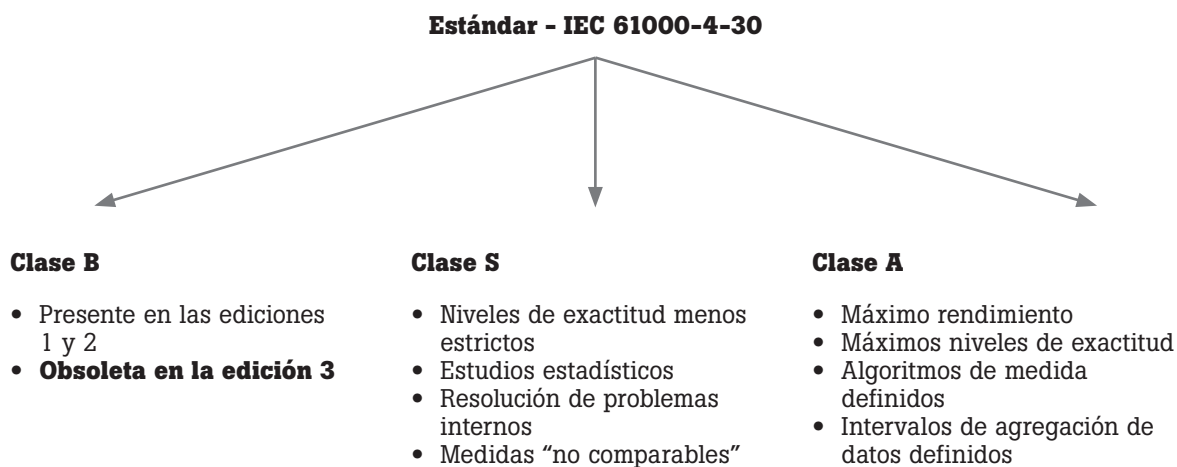 Estándar - IEC 61000-4-30
Clase B
• Presente en las ediciones
1 y 2
• Obsoleta en la edición 3
Clase S
• Niveles de exactitud menos
estrictos
• Estudios estadísticos
• Resolución de problemas
internos
• Medidas “no comparables”
Clase A
• Máximo rendimiento
• Máximos niveles de exactitud
• Algoritmos de medida
definidos
• Intervalos de agregación de
datos definidos